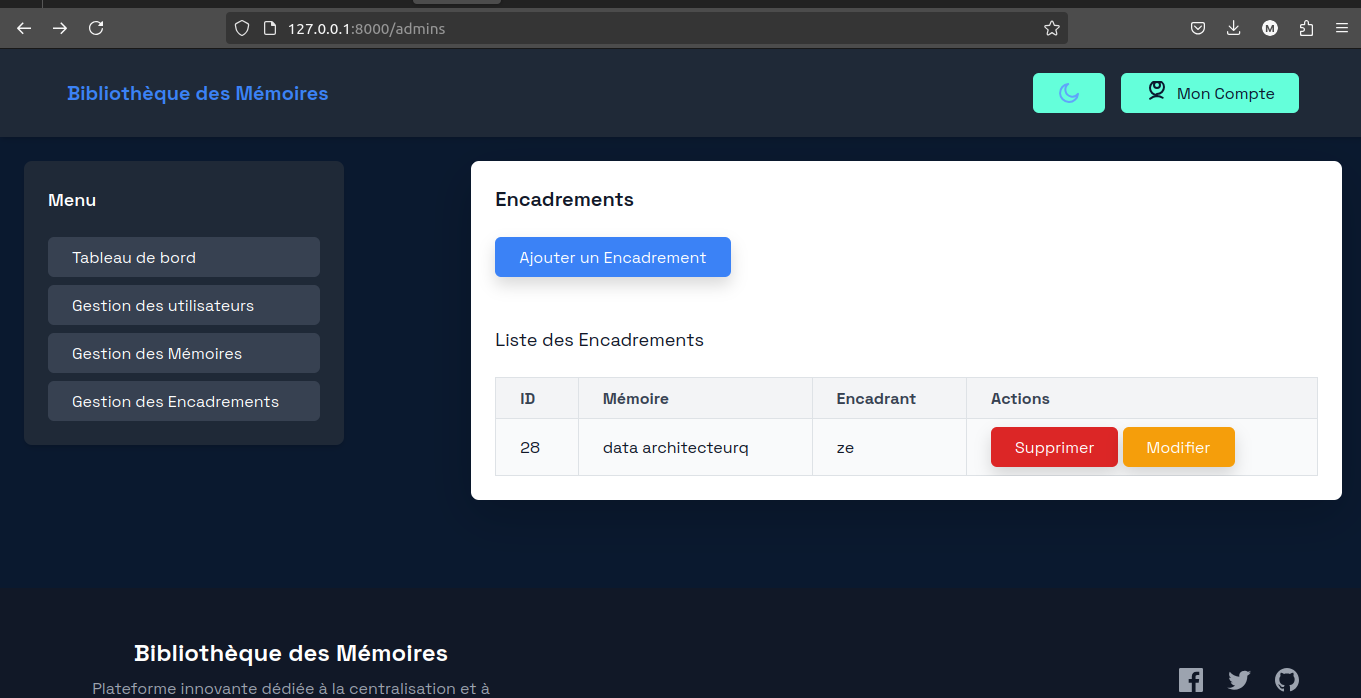 127.0.0.1:8000/admins
M
Bibliothèque des Mémoires
Mon Compte
Menu
Tableau de bord
Gestion des utilisateurs
Gestion des Mémoires
Gestion des Encadrements
Encadrements
Ajouter un Encadrement
Liste des Encadrements
ID Mémoire Encadrant Actions
28 data architecteurq ze Supprimer Modifier
Bibliothèque des Mémoires
Plateforme innovante dédiée à la centralisation et à